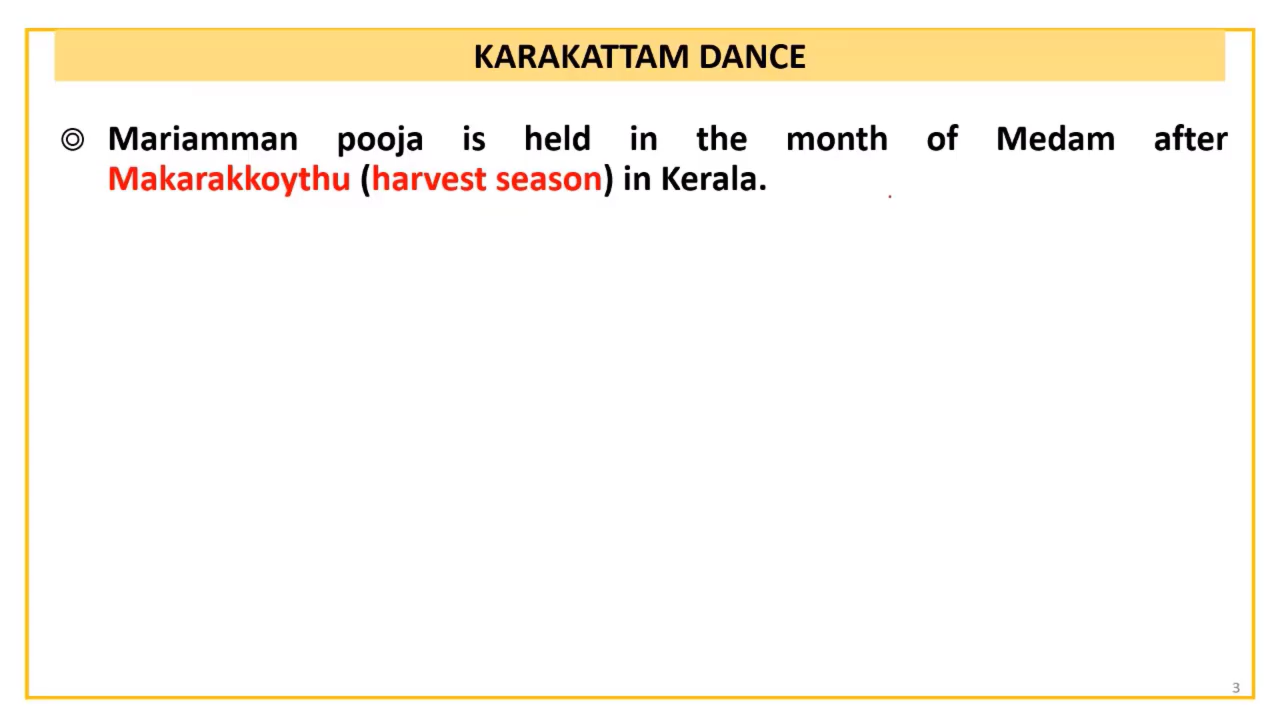 KARAKATTAM DANCE
◎ Mariamman pooja is held in the month of Medam after
Makarakkoythu (harvest season) in Kerala.
3